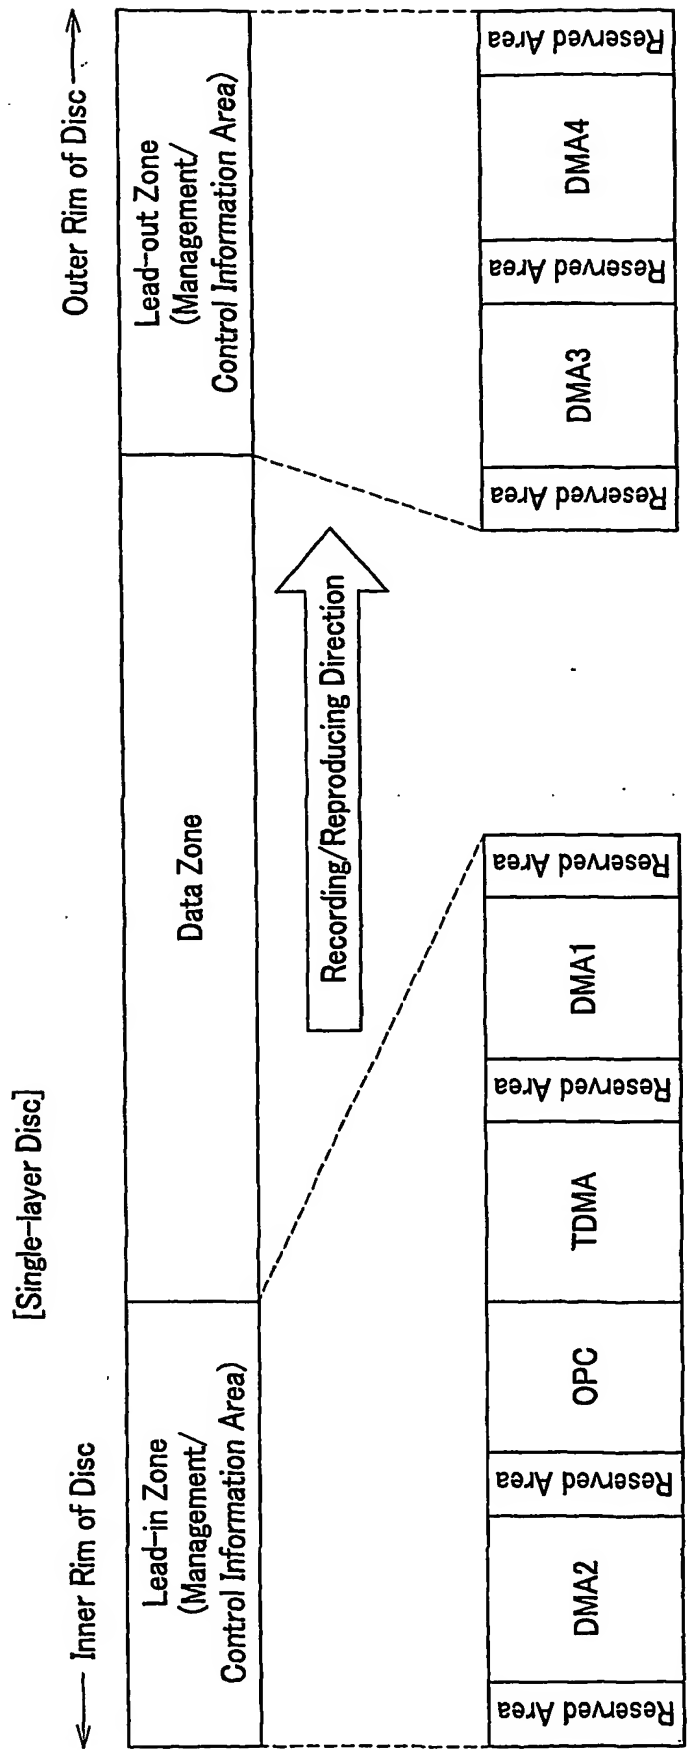 [Single-layer Disc]
Inner Rim of Disc
Outer Rim of Disc
Lead-in Zone
(Management/
Control Information Area)
Data Zone
Lead-out Zone
(Management/
Control Information Area)
Recording/Reproducing Direction
Reserved Area
DMA2
Reserved Area
OPC
TDMA
Reserved Area
DMA1
Reserved Area
Reserved Area
DMA3
Reserved Area
DMA4
Reserved Area